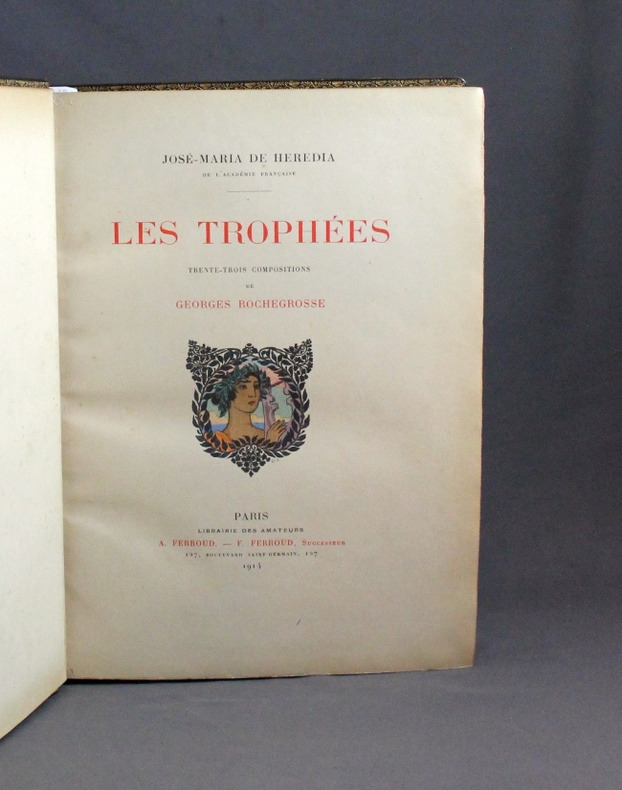 JOSÉ-MARIA DE HEREDIA
DE L'ACADÉMIE FRANÇAISE
LES TROPHÉES
TRENTE-TROIS COMPOSITIONS
DE
GEORGES ROCHEGROSSE
PARIS
LIBRAIRIE DES AMATEURS
A. FERROUD. — F. FERROUD, SUCCESSEUR
127, BOULEVARD SAINT-GERMAIN, 127
1914